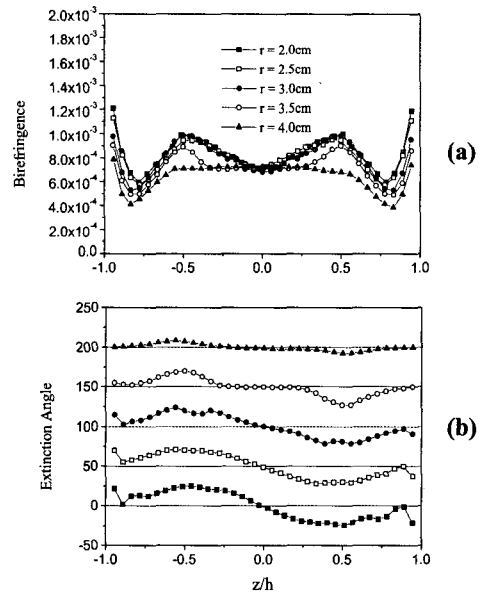 2.0x10⁻³
1.8x10⁻³
1.6x10⁻³
1.4x10⁻³
1.2x10⁻³
1.0x10⁻³
8.0x10⁻⁴
6.0x10⁻⁴
4.0x10⁻⁴
2.0x10⁻⁴
0.0
Birefringence
r = 2.0cm
r = 2.5cm
r = 3.0cm
r = 3.5cm
r = 4.0cm
-1.0 -0.5 0.0 0.5 1.0
(a)
250
200
150
100
50
0
-50
Extinction Angle
-1.0 -0.5 0.0 0.5 1.0
z/h
(b)